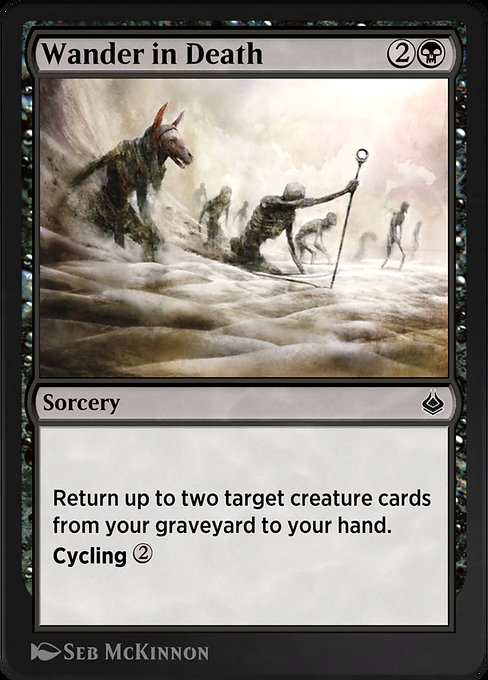 Wander in Death 2
Sorcery
Return up to two target creature cards
from your graveyard to your hand.
Cycling 2
Seb McKinnon